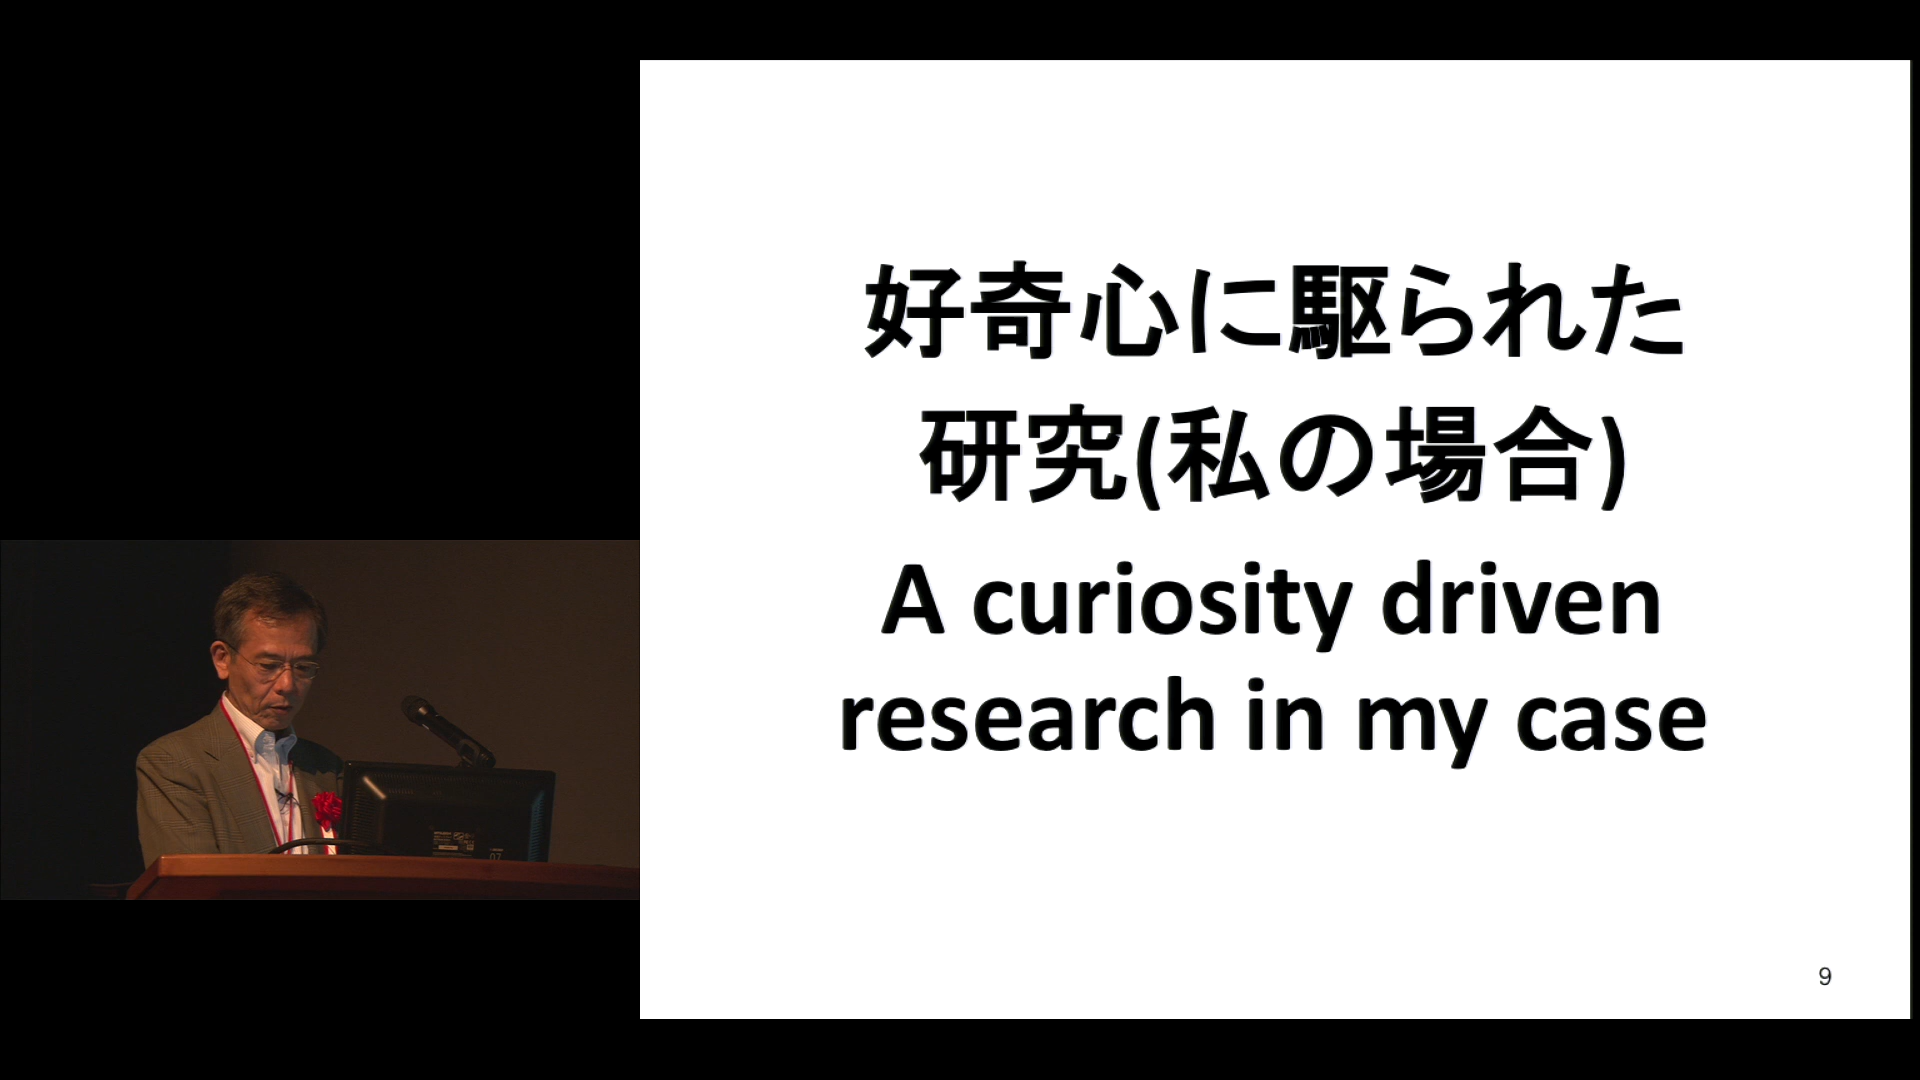 好奇心に駆られた
研究(私の場合)
A curiosity driven
research in my case
9
07